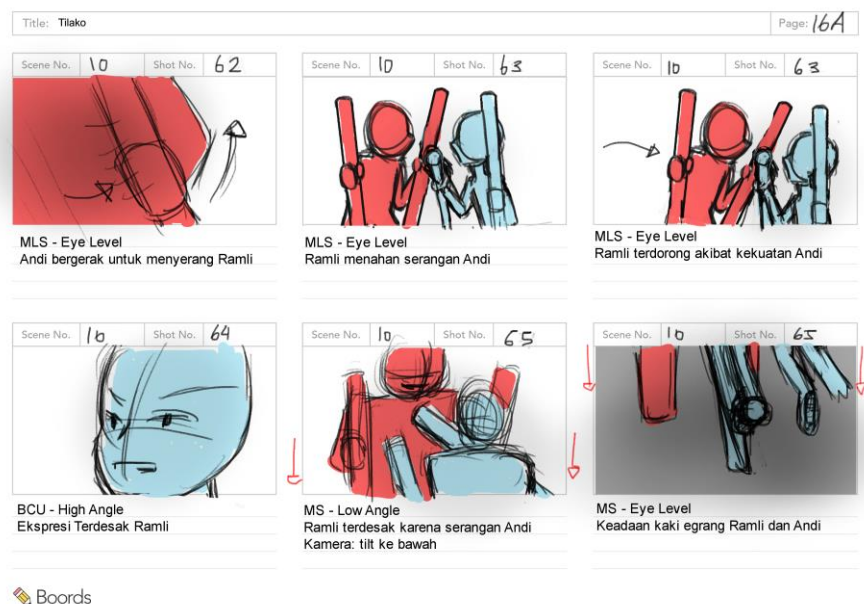 Title: Tilako
Page: 16A
Scene No. 10 Shot No. 62
Scene No. 10 Shot No. 63
Scene No. 10 Shot No. 63
MLS - Eye Level
Andi bergerak untuk menyerang Ramli
MLS - Eye Level
Ramli menahan serangan Andi
MLS - Eye Level
Ramli terdorong akibat kekuatan Andi
Scene No. 10 Shot No. 64
Scene No. 10 Shot No. 65
Scene No. 10 Shot No. 65
BCU - High Angle
Ekspresi Terdesak Ramli
MS - Low Angle
Ramli terdesak karena serangan Andi
Kamera: tilt ke bawah
MS - Eye Level
Keadaan kaki egrang Ramli dan Andi
Boords